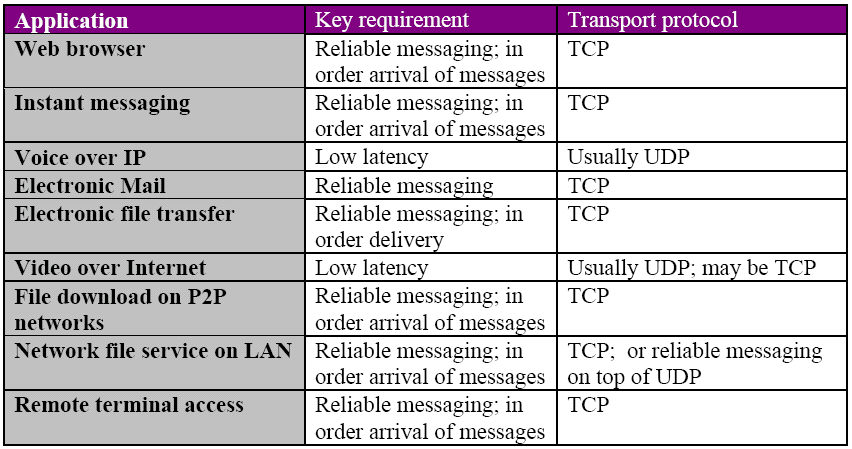 Application Key requirement Transport protocol
Web browser Reliable messaging; in TCP
order arrival of messages
Instant messaging Reliable messaging; in TCP
order arrival of messages
Voice over IP Low latency Usually UDP
Electronic Mail Reliable messaging TCP
Electronic file transfer Reliable messaging; in TCP
order delivery
Video over Internet Low latency Usually UDP; may be TCP
File download on P2P Reliable messaging; in TCP
networks order arrival of messages
Network file service on LAN Reliable messaging; in TCP; or reliable messaging
order arrival of messages on top of UDP
Remote terminal access Reliable messaging; in TCP
order arrival of messages